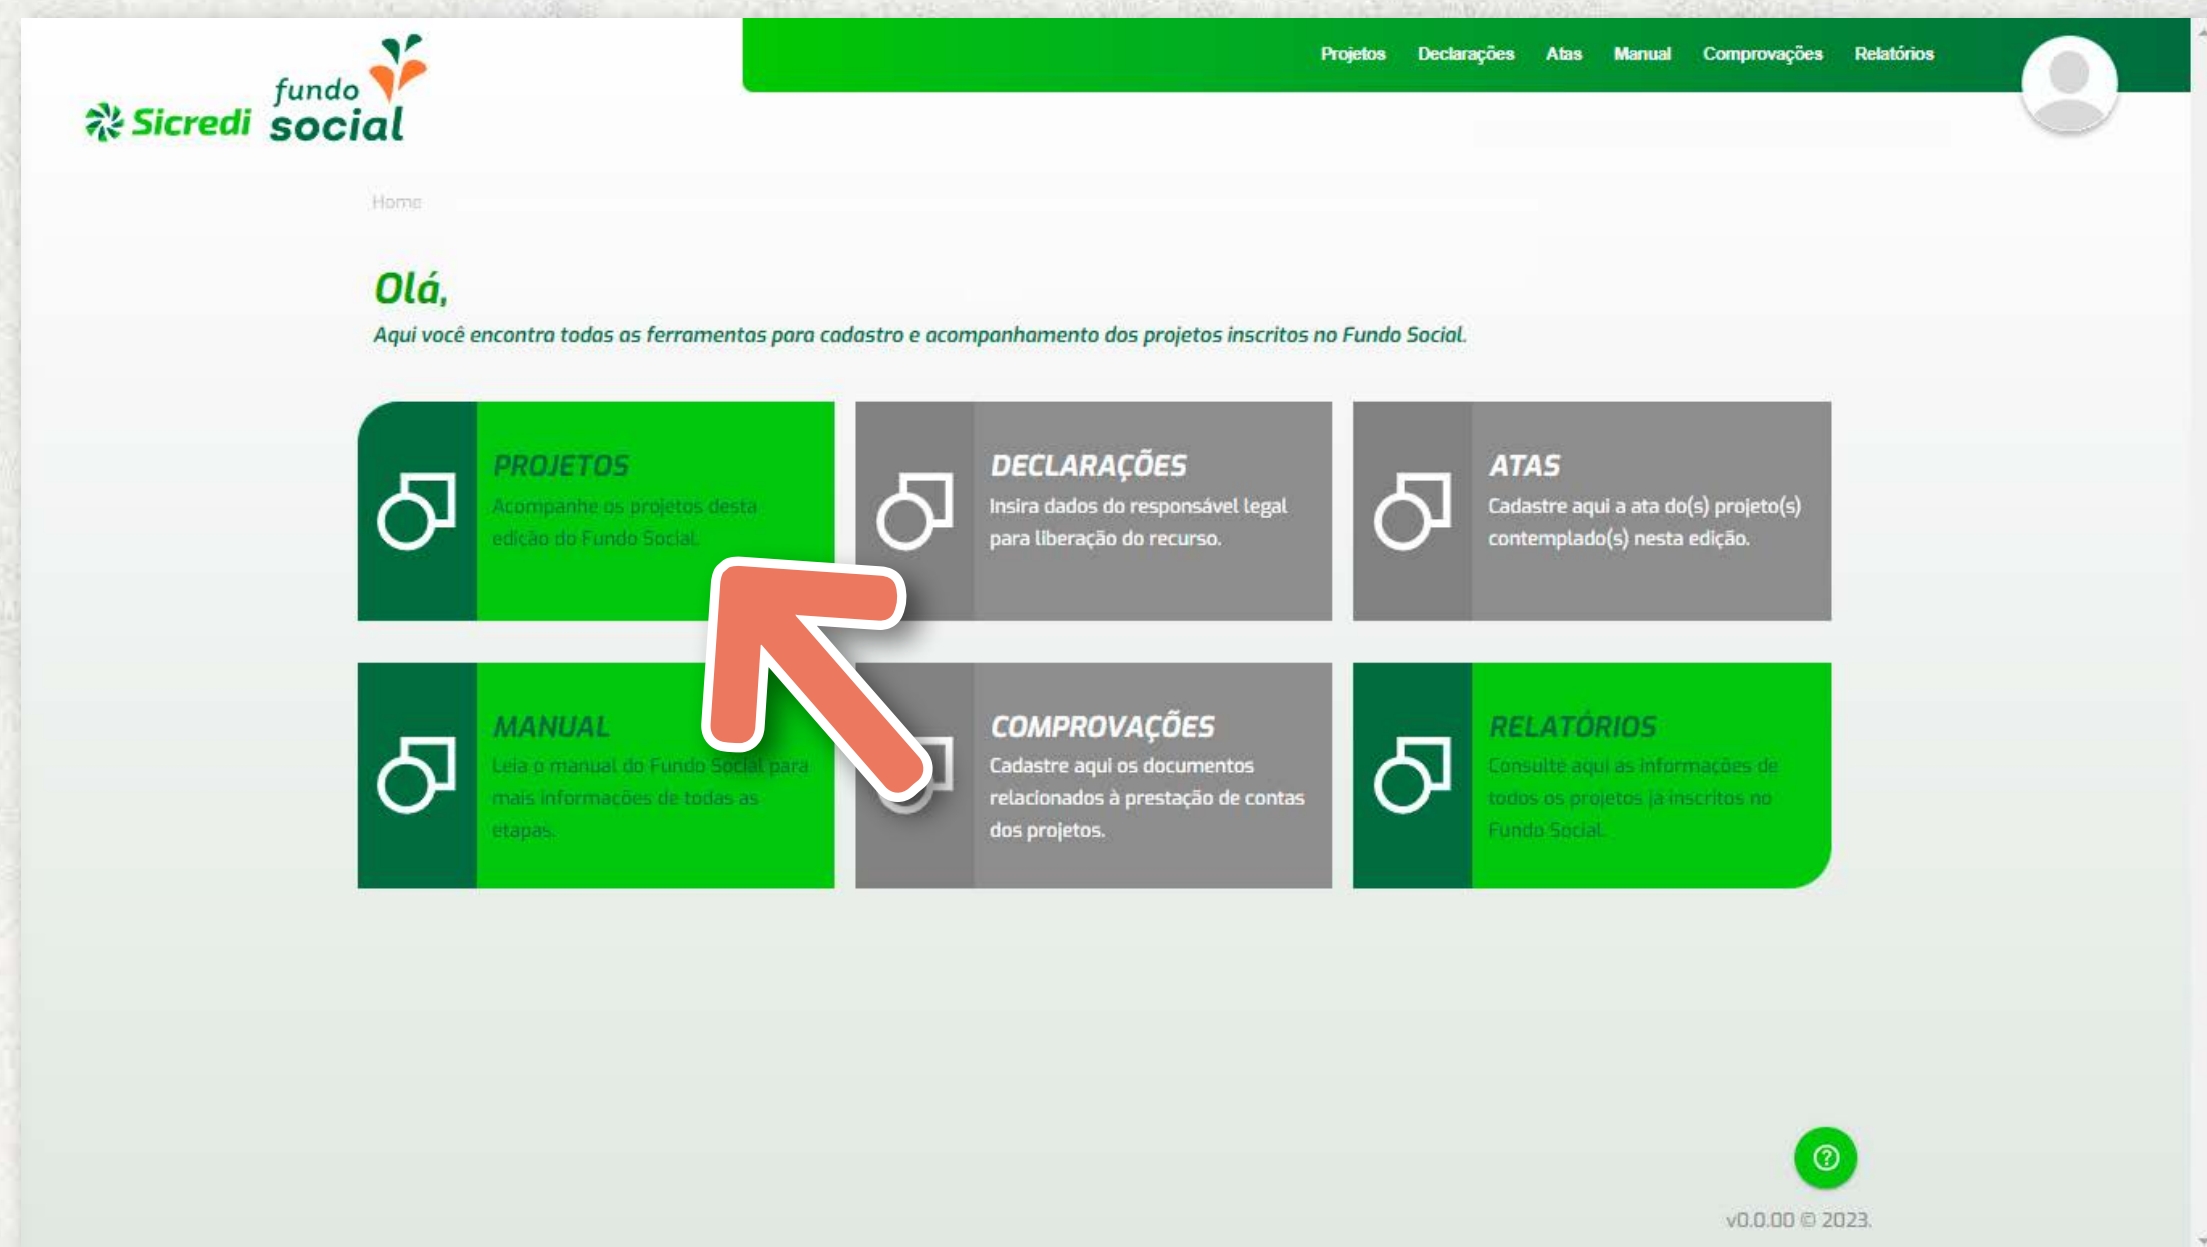 Projetos Declarações Atas Manual Comprovações Relatórios
Sicredi fundo social
Home
Olá,
Aqui você encontra todas as ferramentas para cadastro e acompanhamento dos projetos inscritos no Fundo Social.
PROJETOS
Acompanhe os projetos desta
edição do Fundo Social.
DECLARAÇÕES
Insira dados do responsável legal
para liberação do recurso.
ATAS
Cadastre aqui a ata do(s) projeto(s)
contemplado(s) nesta edição.
MANUAL
Leia o manual do Fundo Social para
mais informações de todas as
etapas.
COMPROVAÇÕES
Cadastre aqui os documentos
relacionados à prestação de contas
dos projetos.
RELATÓRIOS
Consulte aqui as informações de
todos os projetos já inscritos no
Fundo Social.
v0.0.00 © 2023.